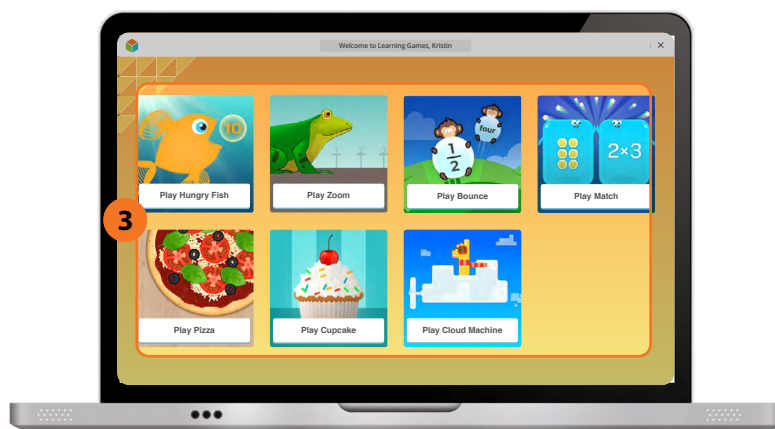 Welcome to Learning Games, Kristin
10
four
1/2
2×3
Play Hungry Fish
Play Zoom
Play Bounce
Play Match
3
Play Pizza
Play Cupcake
Play Cloud Machine